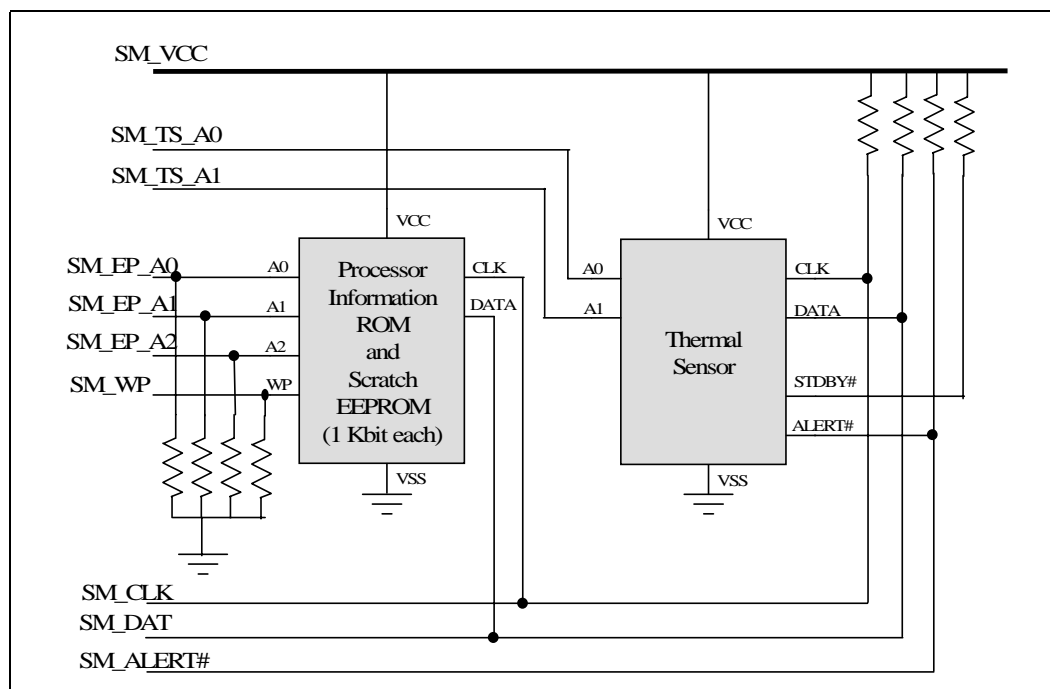 SM_VCC
SM_TS_A0
SM_TS_A1
VCC
VCC
SM_EP_A0
A0
Processor
Information
ROM
and
Scratch
EEPROM
(1 Kbit each)
CLK
A0
CLK
SM_EP_A1
A1
DATA
A1
DATA
Thermal
Sensor
SM_EP_A2
A2
SM_WP
WP
STDBY#
ALERT#
VSS
VSS
SM_CLK
SM_DAT
SM_ALERT#